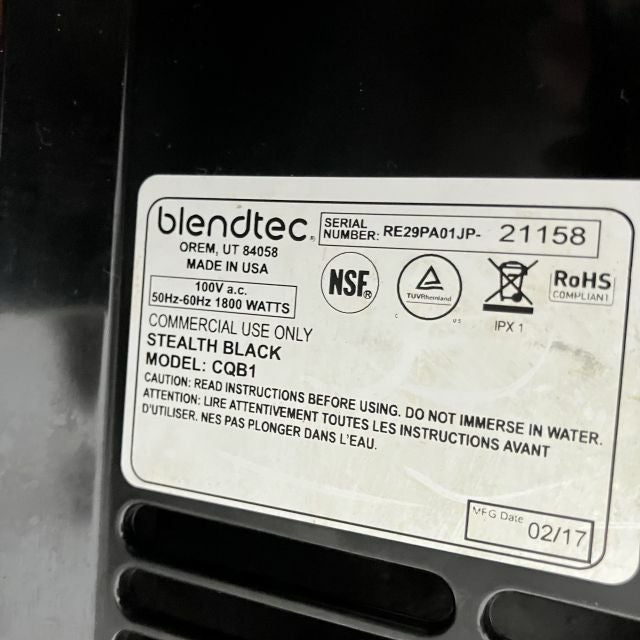 blendtec®
OREM, UT 84058
MADE IN USA
SERIAL
NUMBER: RE29PA01JP- 21158
100V a.c.
50Hz-60Hz 1800 WATTS
NSF®
TUVRheinland
C US
IPX 1
RoHS
COMPLIANT
COMMERCIAL USE ONLY
STEALTH BLACK
MODEL: CQB1
CAUTION: READ INSTRUCTIONS BEFORE USING. DO NOT IMMERSE IN WATER.
ATTENTION: LIRE ATTENTIVEMENT TOUTES LES INSTRUCTIONS AVANT
D'UTILISER. NES PAS PLONGER DANS L'EAU.
MFG Date
02/17